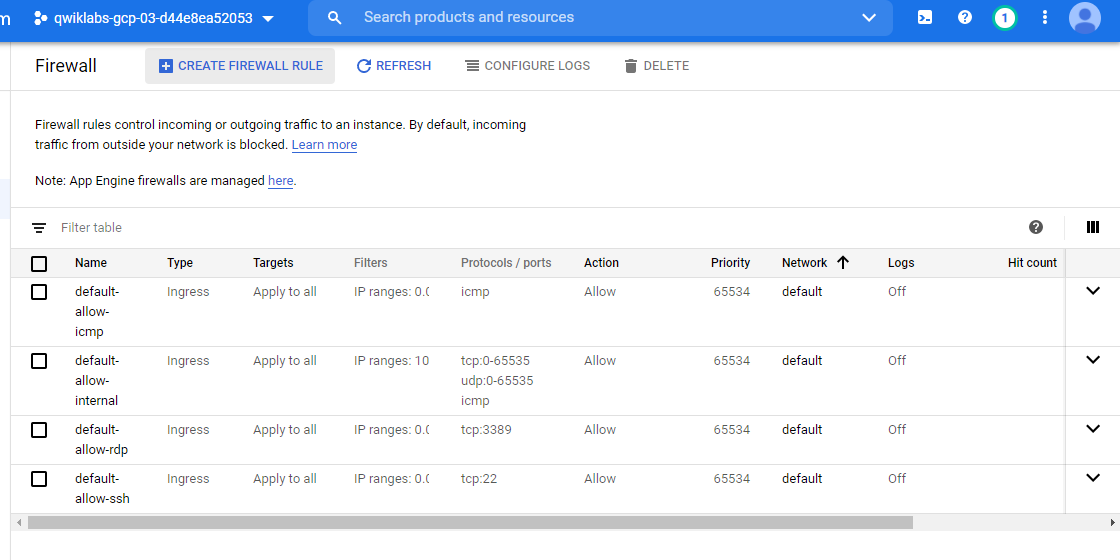 m qwiklabs-gcp-03-d44e8ea52053 Search products and resources 1
Firewall CREATE FIREWALL RULE REFRESH CONFIGURE LOGS DELETE
Firewall rules control incoming or outgoing traffic to an instance. By default, incoming
traffic from outside your network is blocked. Learn more
Note: App Engine firewalls are managed here.
Filter table
Name Type Targets Filters Protocols / ports Action Priority Network Logs Hit count
default- Ingress Apply to all IP ranges: 0.0 icmp Allow 65534 default Off
allow-
icmp
default- Ingress Apply to all IP ranges: 10 tcp:0-65535 Allow 65534 default Off
allow- udp:0-65535
internal icmp
default- Ingress Apply to all IP ranges: 0.0 tcp:3389 Allow 65534 default Off
allow-rdp
default- Ingress Apply to all IP ranges: 0.0 tcp:22 Allow 65534 default Off
allow-ssh